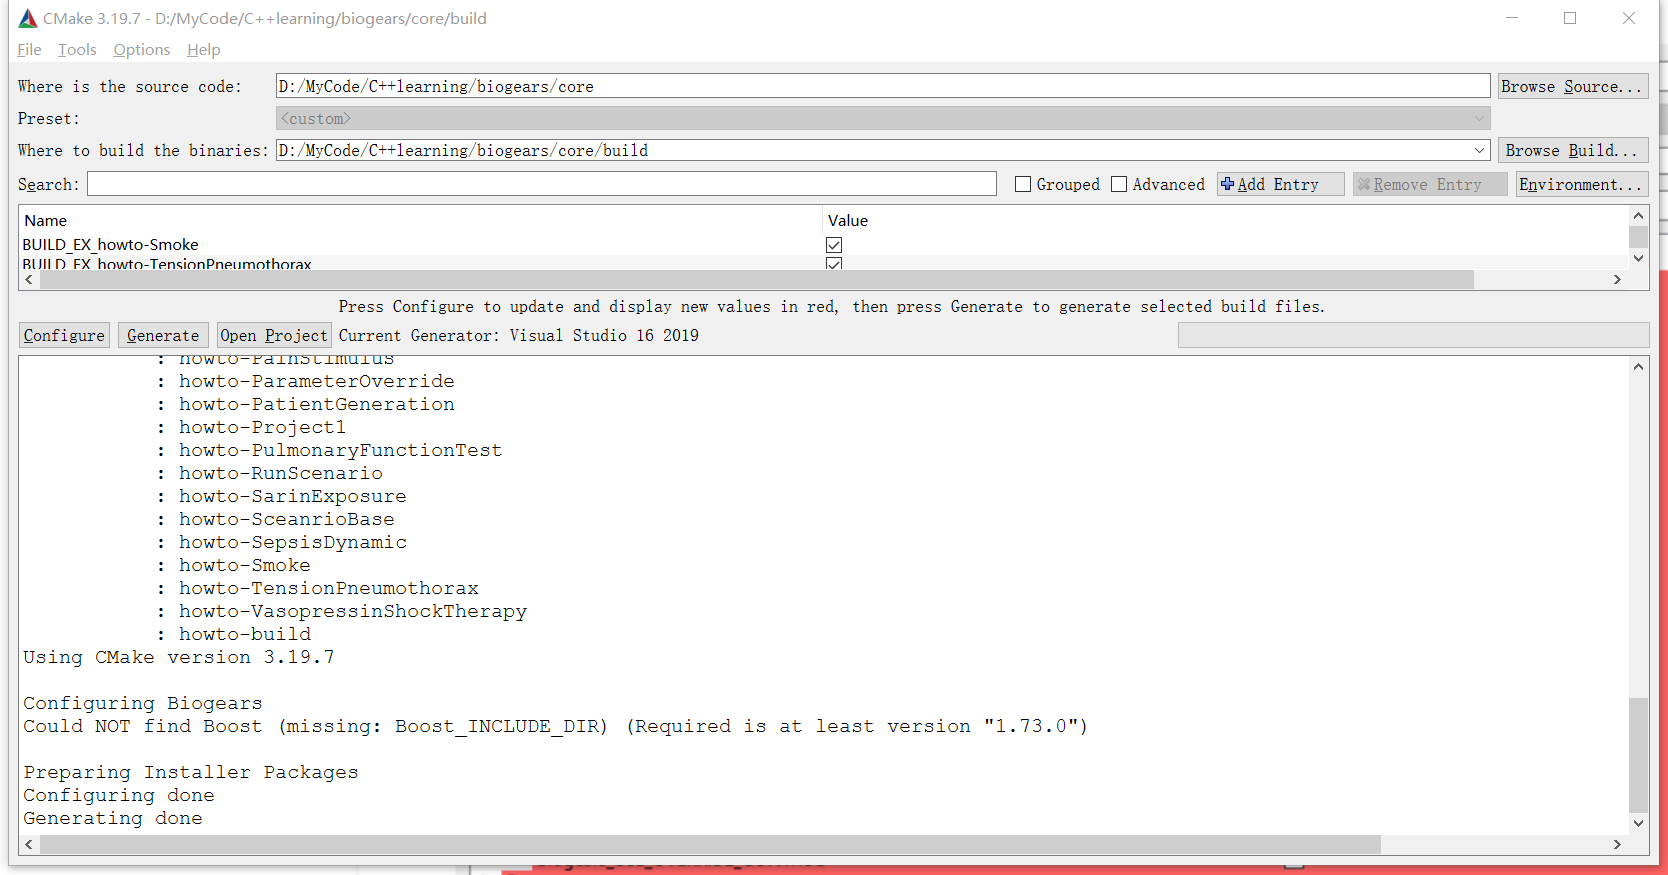 CMake 3.19.7 - D:/MyCode/C++learning/biogears/core/build
File Tools Options Help
Where is the source code: D:/MyCode/C++learning/biogears/core Browse Source...
Preset: <custom>
Where to build the binaries: D:/MyCode/C++learning/biogears/core/build Browse Build...
Search: Grouped Advanced Add Entry Remove Entry Environment...
Name Value
BUILD_EX_howto-Smoke
BUILD_EX_howto-TensionPneumothorax
Press Configure to update and display new values in red, then press Generate to generate selected build files.
Configure Generate Open Project Current Generator: Visual Studio 16 2019
: howto-PainStimulus
: howto-ParameterOverride
: howto-PatientGeneration
: howto-Project1
: howto-PulmonaryFunctionTest
: howto-RunScenario
: howto-SarinExposure
: howto-SceanrioBase
: howto-SepsisDynamic
: howto-Smoke
: howto-TensionPneumothorax
: howto-VasopressinShockTherapy
: howto-build
Using CMake version 3.19.7
Configuring Biogears
Could NOT find Boost (missing: Boost_INCLUDE_DIR) (Required is at least version "1.73.0")
Preparing Installer Packages
Configuring done
Generating done